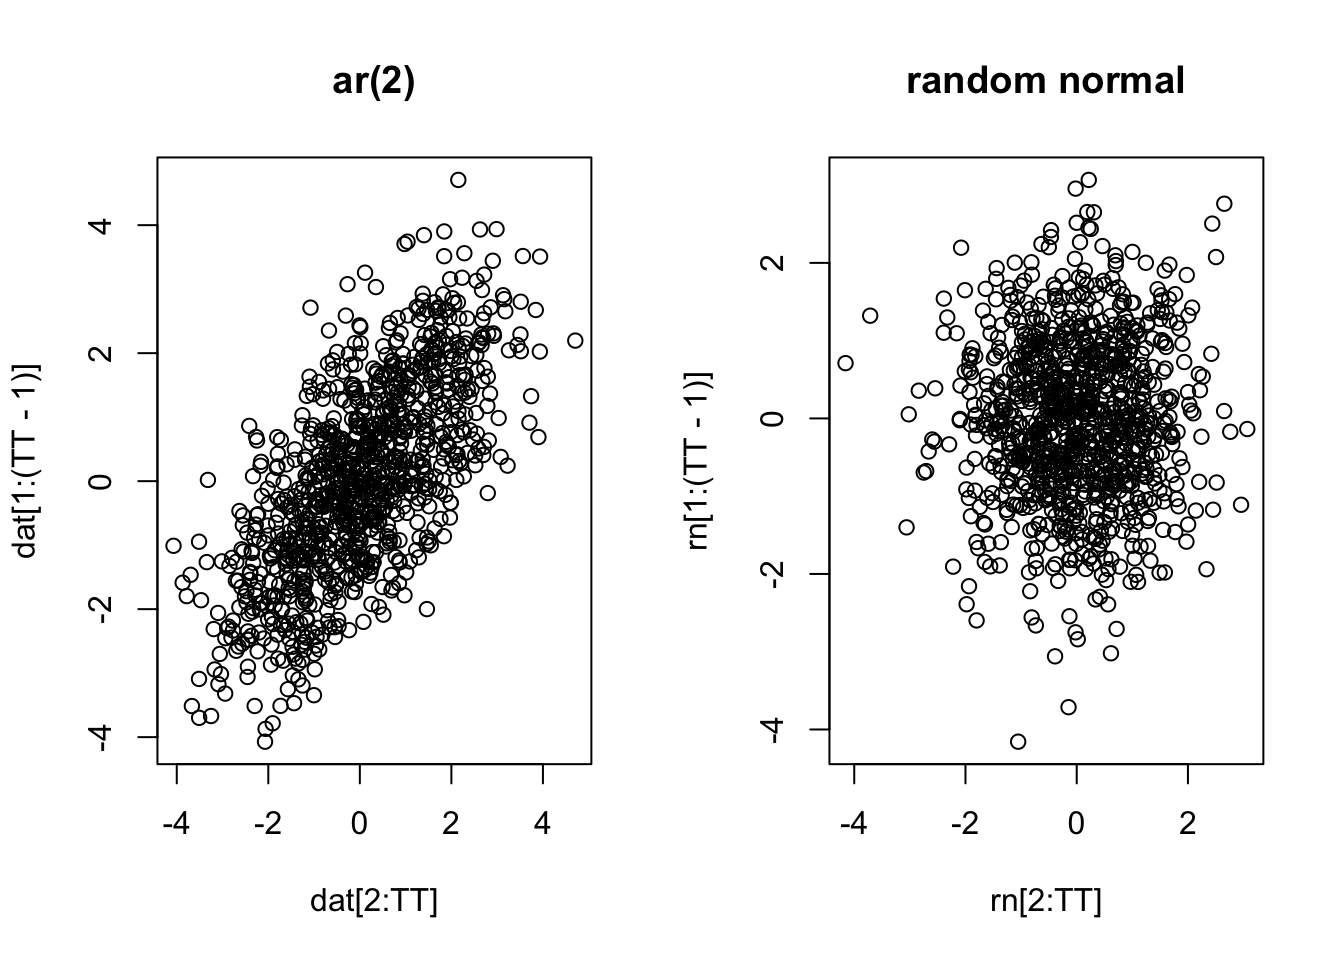 ar(2)
dat[1:(TT - 1)]
4
2
0
-2
-4
-4 -2 0 2 4
dat[2:TT]
random normal
rn[1:(TT - 1)]
2
0
-2
-4
-4 -2 0 2
rn[2:TT]